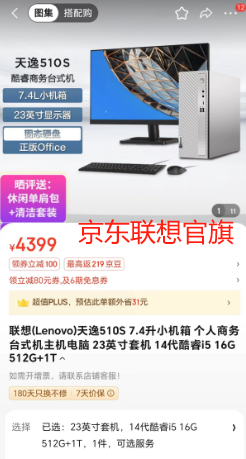 图集 搭配购
12
天逸510S
酷睿商务台式机
7.4L小机箱
23英寸显示器
固态硬盘
正版Office
晒评送：
休闲单肩包
+清洁套装
1 11
京东联想官旗
¥4399
领券立减100 最高返219京豆
领立减80元券,及6期免息券
超值PLUS，预估此单额外省31元
联想(Lenovo)天逸510S 7.4升小机箱 个人商务
台式机主机电脑 23英寸套机 14代酷睿i5 16G
512G+1T
如需开增票，请联系店铺客服！
180天只换不修 7天价保
选择 已选：23英寸套机，14代酷睿i5 16G
512G+1T，1件，可选服务